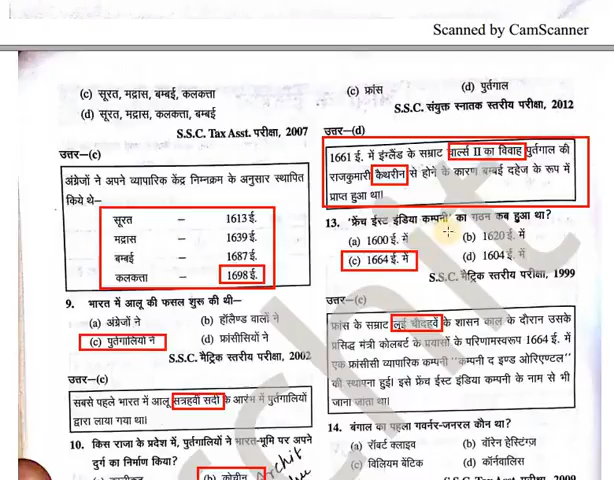 Scanned by CamScanner
(c) सूरत, मद्रास, बम्बई, कलकत्ता
(d) सूरत, मद्रास, कलकत्ता, बम्बई
S.S.C. Tax Asst. परीक्षा, 2007
उत्तर–(c)
अंग्रेजों ने अपने व्यापारिक केंद्र निम्नक्रम के अनुसार स्थापित
किये थे–
सूरत – 1613 ई.
मद्रास – 1639 ई.
बम्बई – 1687 ई.
कलकत्ता – 1698 ई.
9. भारत में आलू की फसल शुरू की थी–
(a) अंग्रेजों ने (b) हॉलैण्ड वालों ने
(c) पुर्तगालियों ने (d) फ्रांसीसियों ने
S.S.C. मैट्रिक स्तरीय परीक्षा, 2002
उत्तर–(c)
सबसे पहले भारत में आलू सत्रहवीं सदी के आरंभ में पुर्तगालियों
द्वारा लाया गया था।
10. किस राजा के प्रदेश में, पुर्तगालियों ने भारत-भूमि पर अपने
दुर्ग का निर्माण किया?
(b) कोचीन
Archit
(c) फ्रांस (d) पुर्तगाल
S.S.C. संयुक्त स्नातक स्तरीय परीक्षा, 2012
उत्तर–(d)
1661 ई. में इंग्लैंड के सम्राट चार्ल्स II का विवाह पुर्तगाल की
राजकुमारी कैथरीन से होने के कारण बम्बई दहेज के रूप में
प्राप्त हुआ था।
13. 'फ्रेंच ईस्ट इंडिया कम्पनी' का गठन कब हुआ था?
(a) 1600 ई. में (b) 1620 ई. में
(c) 1664 ई. में (d) 1604 ई. में
S.S.C. मैट्रिक स्तरीय परीक्षा, 1999
उत्तर–(c)
फ्रांस के सम्राट लुई चौदहवें के शासन काल के दौरान उसके
प्रसिद्ध मंत्री कोलबर्ट के प्रयासों के परिणामस्वरूप 1664 ई. में
एक फ्रांसीसी व्यापारिक कम्पनी "कम्पनी द इण्ड ओरिएण्टल"
की स्थापना हुई। इसे फ्रेंच ईस्ट इंडिया कम्पनी के नाम से भी
जाना जाता था।
14. बंगाल का पहला गवर्नर-जनरल कौन था?
(a) रॉबर्ट क्लाइव (b) वॉरेन हेस्टिंग्ज़
(c) विलियम बेंटिक (d) कॉर्नवालिस